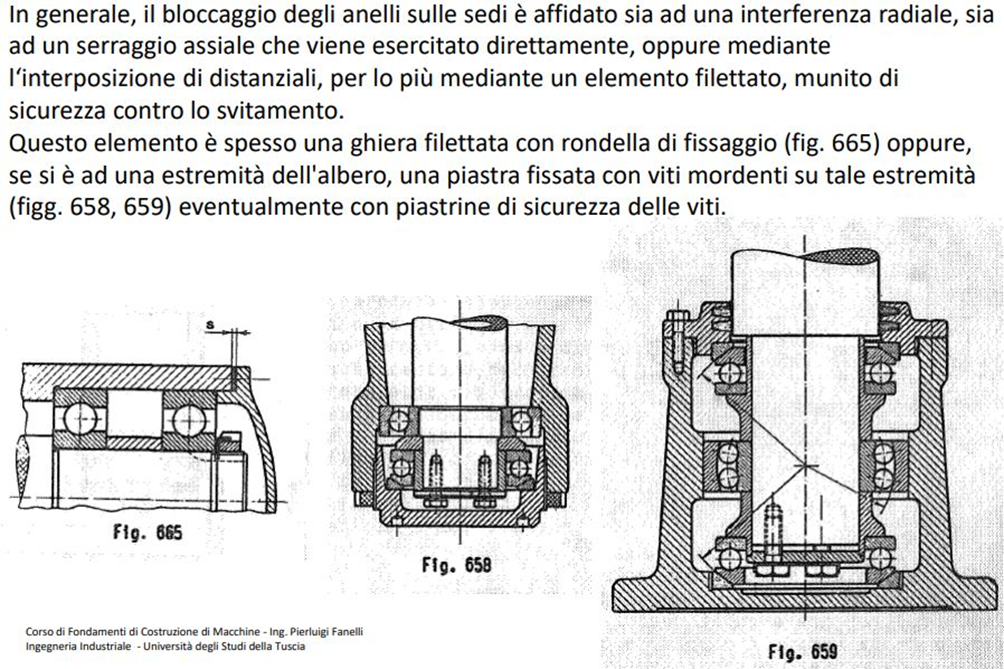 In generale, il bloccaggio degli anelli sulle sedi è affidato sia ad una interferenza radiale, sia
ad un serraggio assiale che viene esercitato direttamente, oppure mediante
l‘interposizione di distanziali, per lo più mediante un elemento filettato, munito di
sicurezza contro lo svitamento.
Questo elemento è spesso una ghiera filettata con rondella di fissaggio (fig. 665) oppure,
se si è ad una estremità dell'albero, una piastra fissata con viti mordenti su tale estremità
(figg. 658, 659) eventualmente con piastrine di sicurezza delle viti.
s
Fig. 665
Fig. 658
Fig. 659
Corso di Fondamenti di Costruzione di Macchine - Ing. Pierluigi Fanelli
Ingegneria Industriale  - Università degli Studi della Tuscia